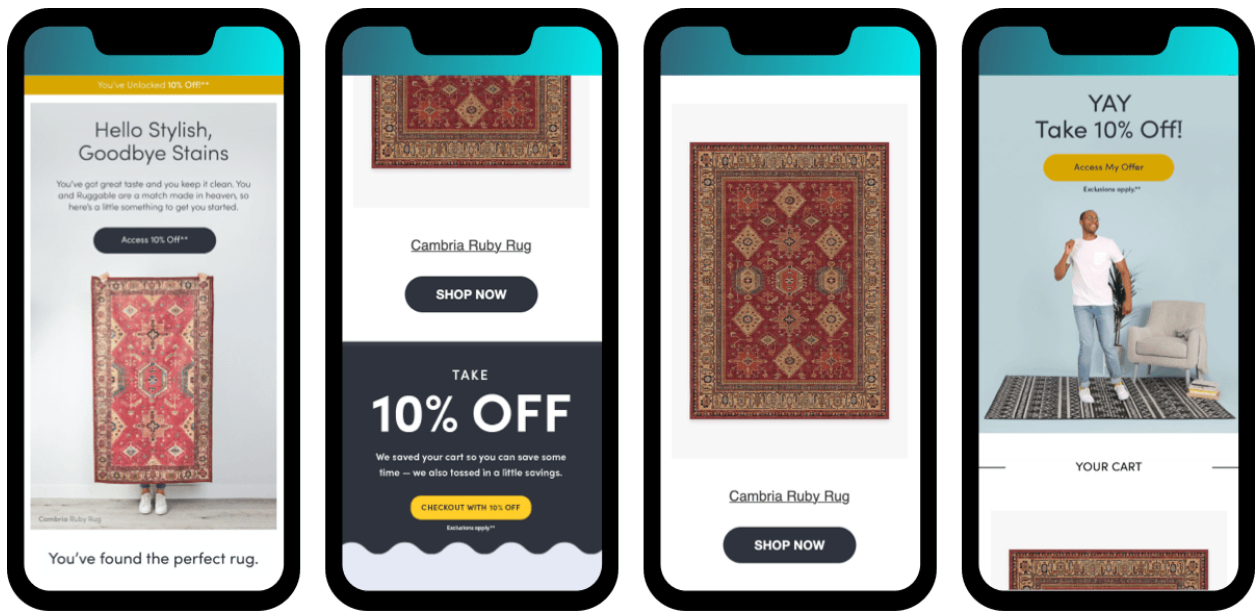 You've Unlocked 10% Off!**
Hello Stylish,
Goodbye Stains
You've got great taste and you keep it clean. You
and Ruggable are a match made in heaven, so
here's a little something to get you started.
Access 10% Off**
Cambria Ruby Rug
You've found the perfect rug.
Cambria Ruby Rug
SHOP NOW
TAKE
10% OFF
We saved your cart so you can save some
time — we also tossed in a little savings.
CHECKOUT WITH 10% OFF
Exclusions apply.**
Cambria Ruby Rug
SHOP NOW
YAY
Take 10% Off!
Access My Offer
Exclusions apply.**
YOUR CART